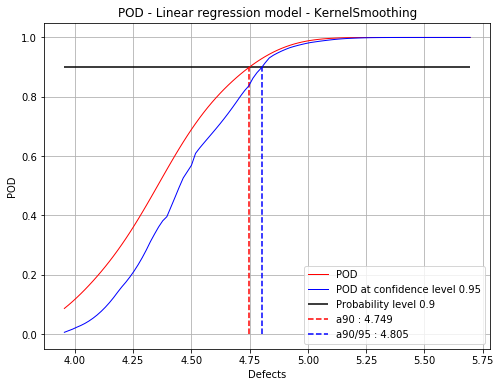 POD - Linear regression model - KernelSmoothing
1.0
0.8
0.6
0.4
0.2
0.0
POD
4.00 4.25 4.50 4.75 5.00 5.25 5.50 5.75
Defects
POD
POD at confidence level 0.95
Probability level 0.9
a90 : 4.749
a90/95 : 4.805